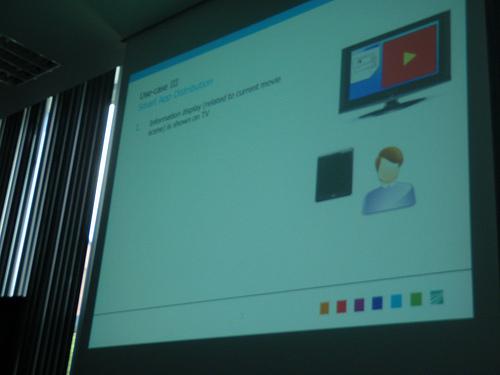 Use-case III
Smart App Distribution
1. Information display (related to current movie
scene) is shown on TV